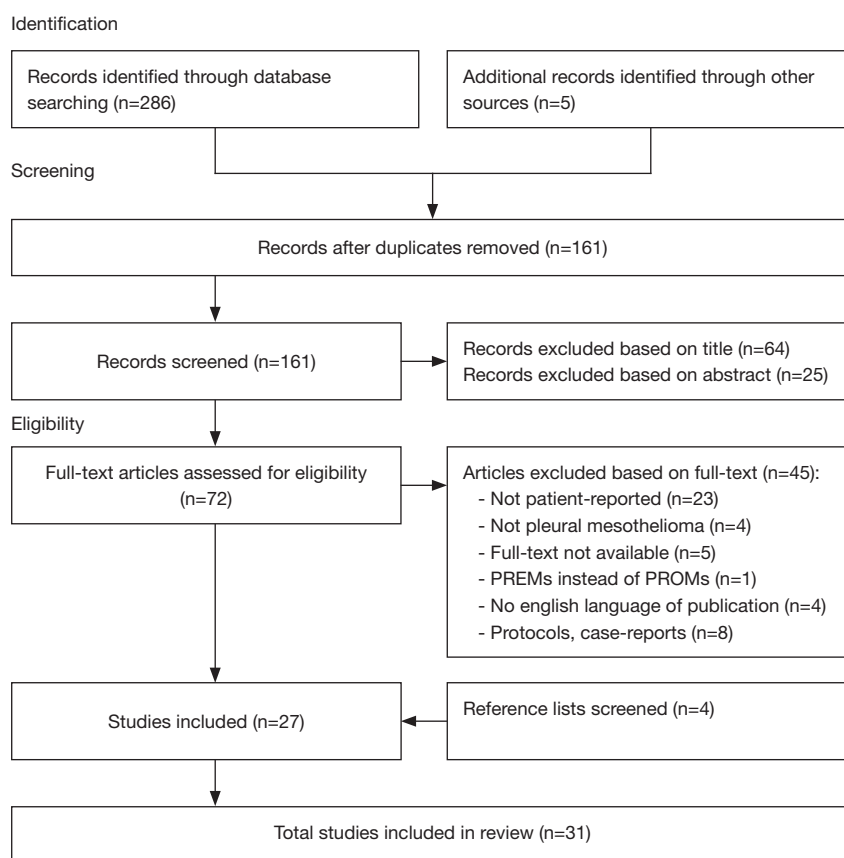 Identification
Records identified through database
searching (n=286)
Additional records identified through other
sources (n=5)
Screening
Records after duplicates removed (n=161)
Records screened (n=161)
Records excluded based on title (n=64)
Records excluded based on abstract (n=25)
Eligibility
Full-text articles assessed for eligibility
(n=72)
Articles excluded based on full-text (n=45):
- Not patient-reported (n=23)
- Not pleural mesothelioma (n=4)
- Full-text not available (n=5)
- PREMs instead of PROMs (n=1)
- No english language of publication (n=4)
- Protocols, case-reports (n=8)
Studies included (n=27)
Reference lists screened (n=4)
Total studies included in review (n=31)